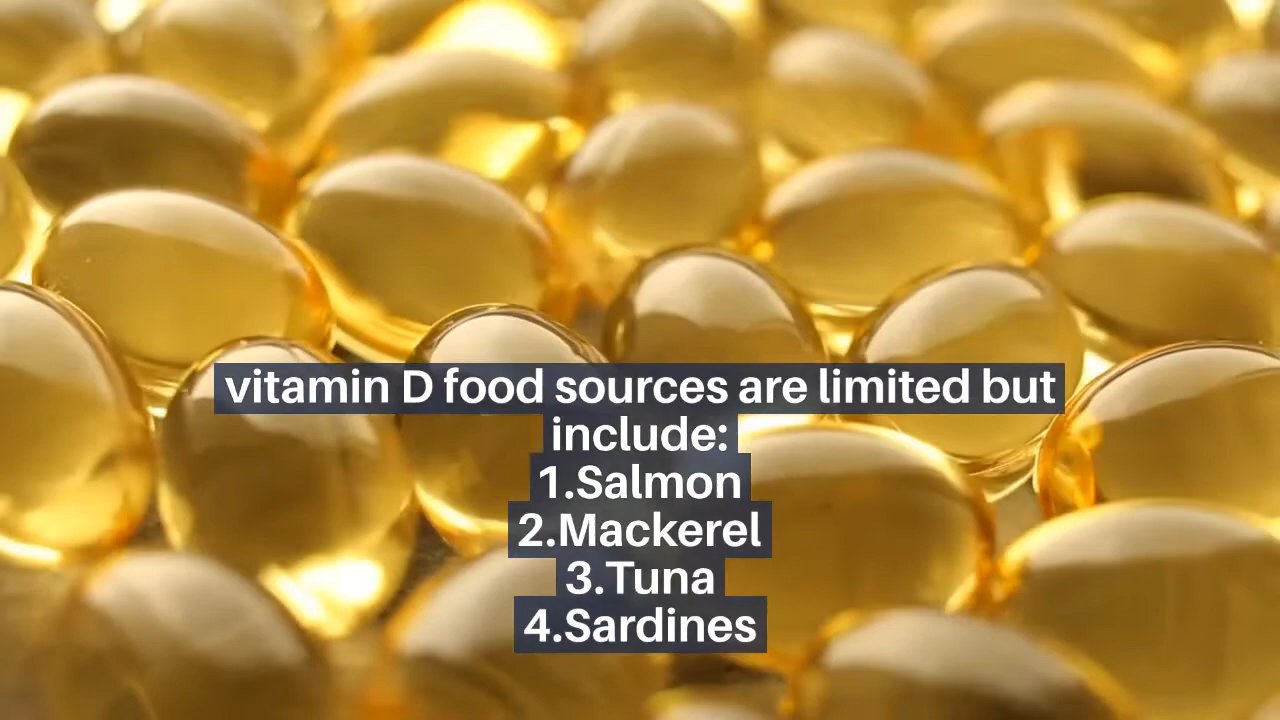 vitamin D food sources are limited but
include:
1.Salmon
2.Mackerel
3.Tuna
4.Sardines